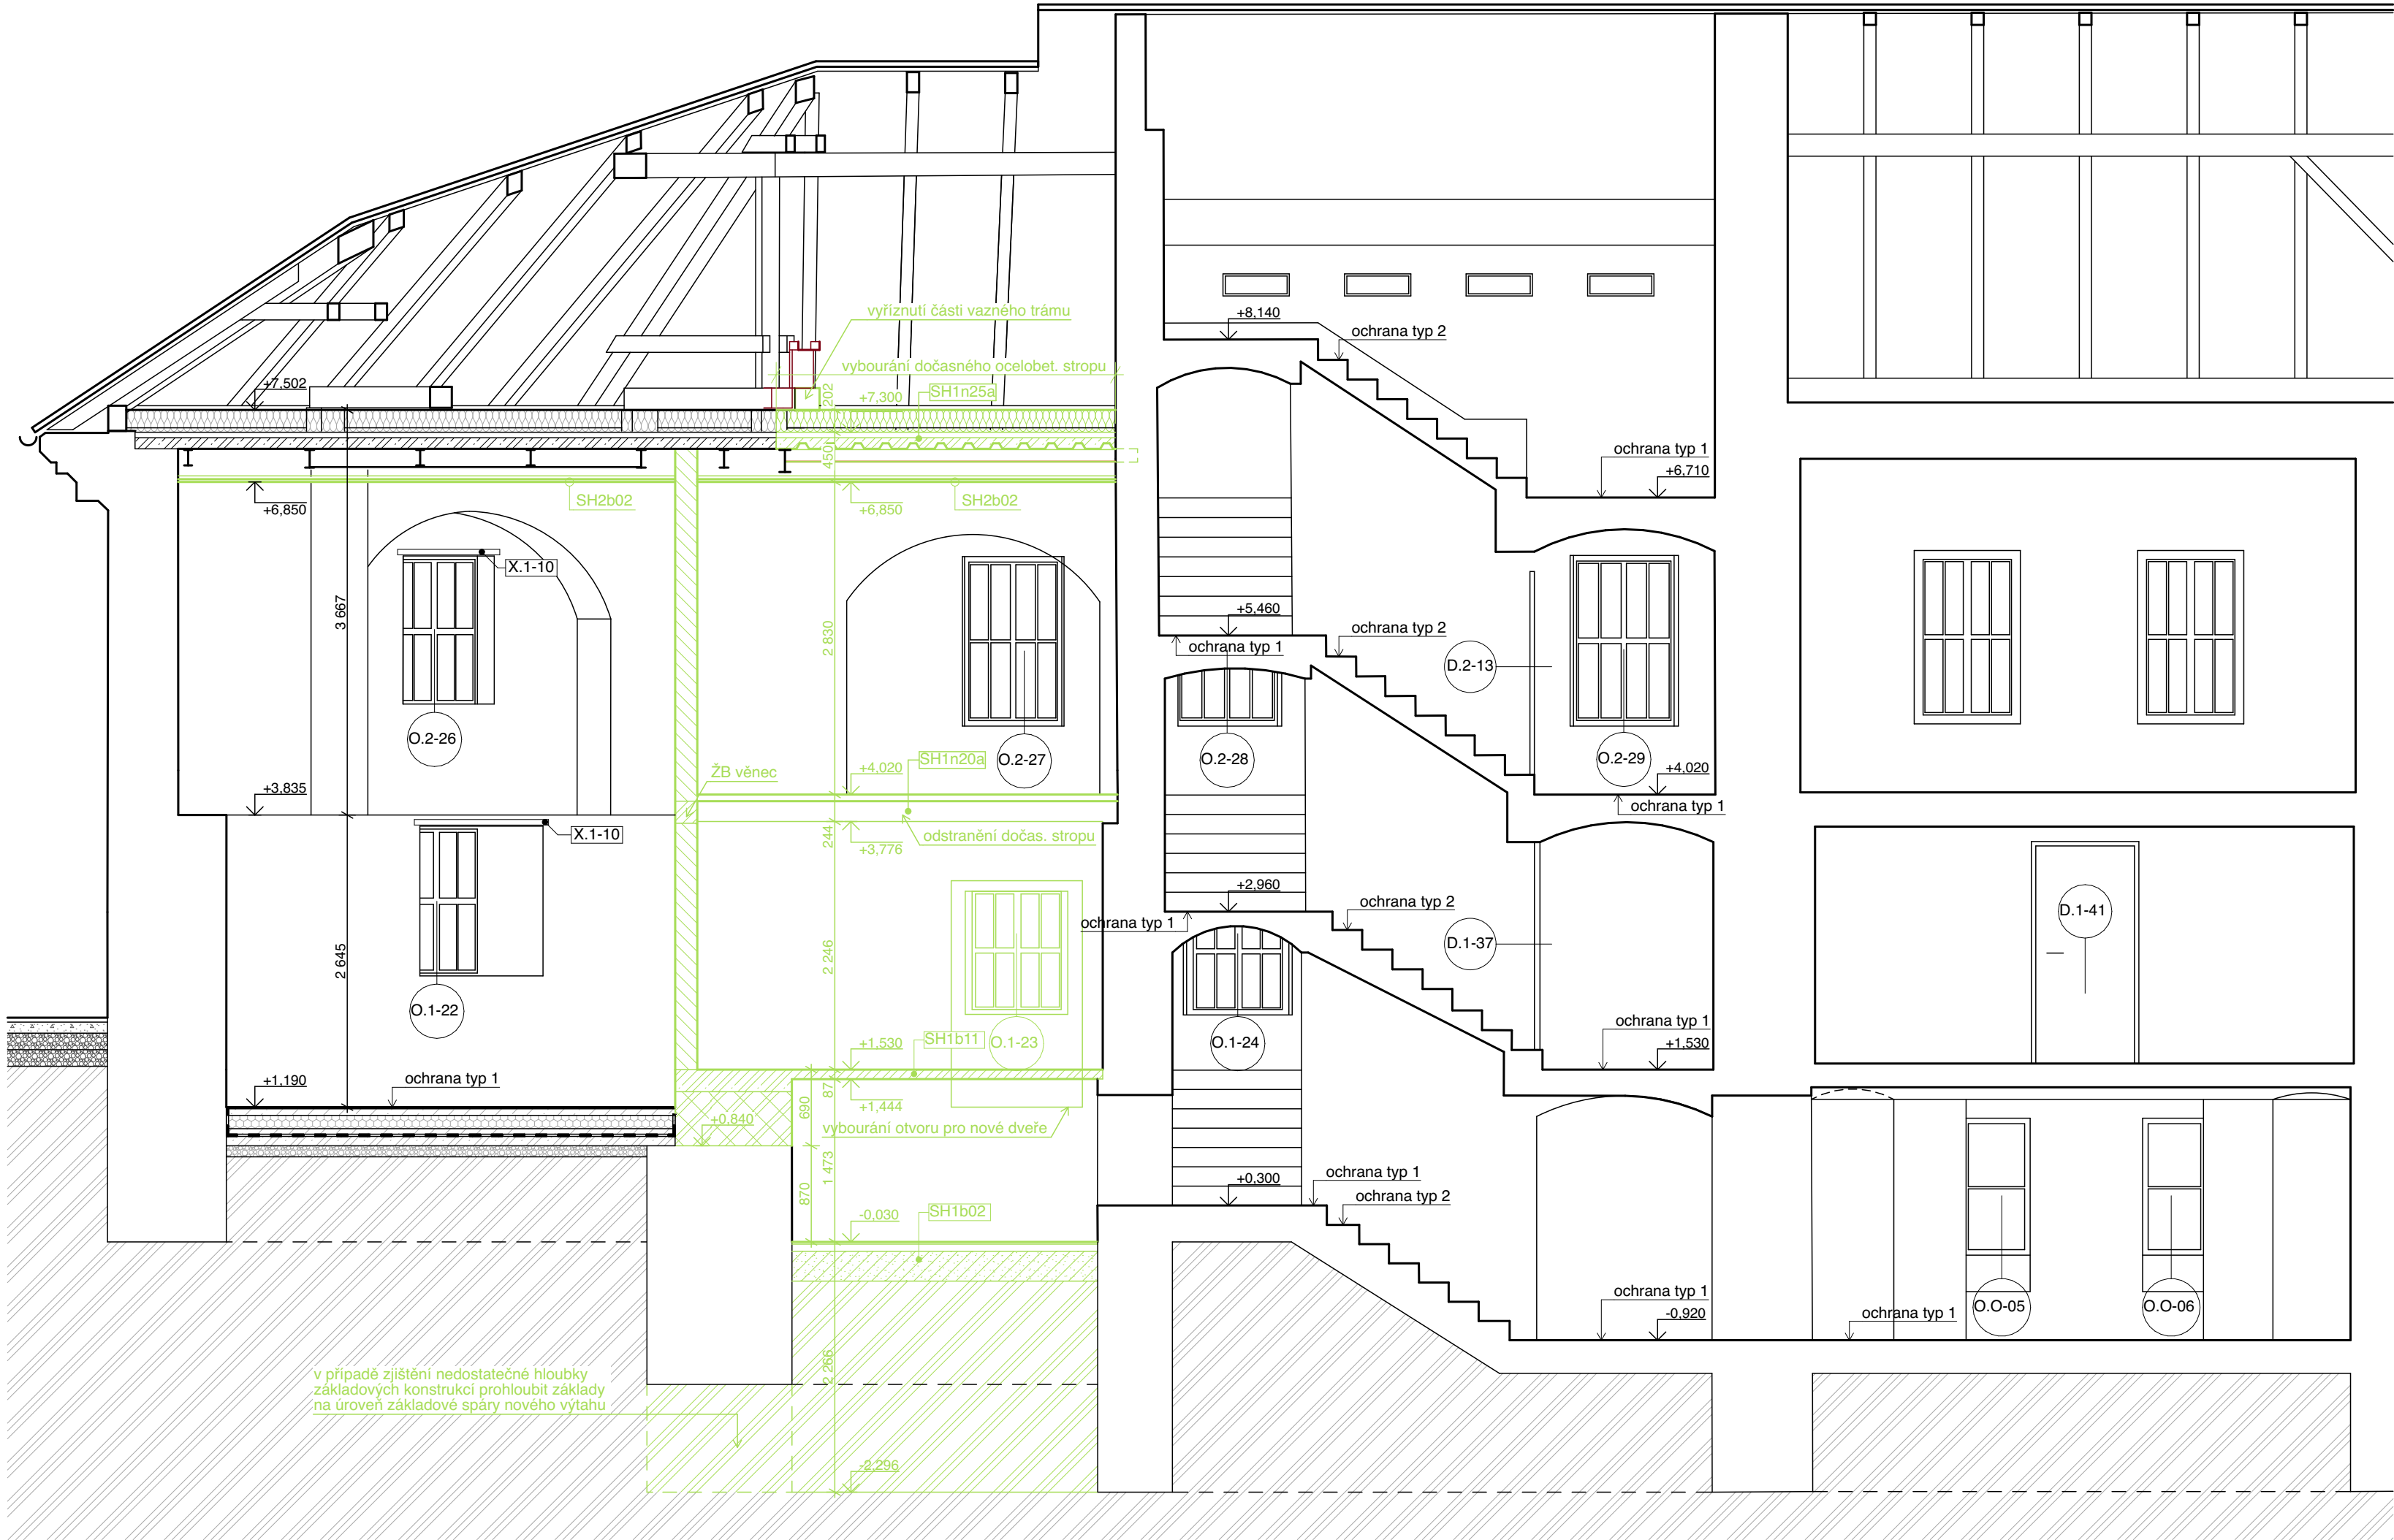 vyříznutí části vazného trámu
+8,140
ochrana typ 2
vybourání dočasného ocelobet. stropu
+7,502
202
+7,300
SH1n25a
450
ochrana typ 1
+6,710
+6,850
SH2b02
+6,850
SH2b02
X.1-10
3 667
+5,460
2 830
ochrana typ 2
ochrana typ 1
D.2-13
O.2-26
O.2-27
O.2-28
O.2-29
SH1n20a
ŽB věnec
+4,020
+4,020
+3,835
ochrana typ 1
X.1-10
244
odstranění dočas. stropu
+3,776
+2,960
ochrana typ 2
ochrana typ 1
D.1-41
D.1-37
2 645
2 246
O.1-22
ochrana typ 1
+1,530
SH1b11
O.1-23
O.1-24
+1,530
+1,190
ochrana typ 1
87
+1,444
690
+0,840
vybourání otvoru pro nové dveře
1 473
ochrana typ 1
+0,300
870
ochrana typ 2
-0,030
SH1b02
ochrana typ 1
-0,920
ochrana typ 1
O.O-05
O.O-06
2 266
v případě zjištění nedostatečné hloubky
základových konstrukcí prohloubit základy
na úroveň základové spáry nového výtahu
-2,296